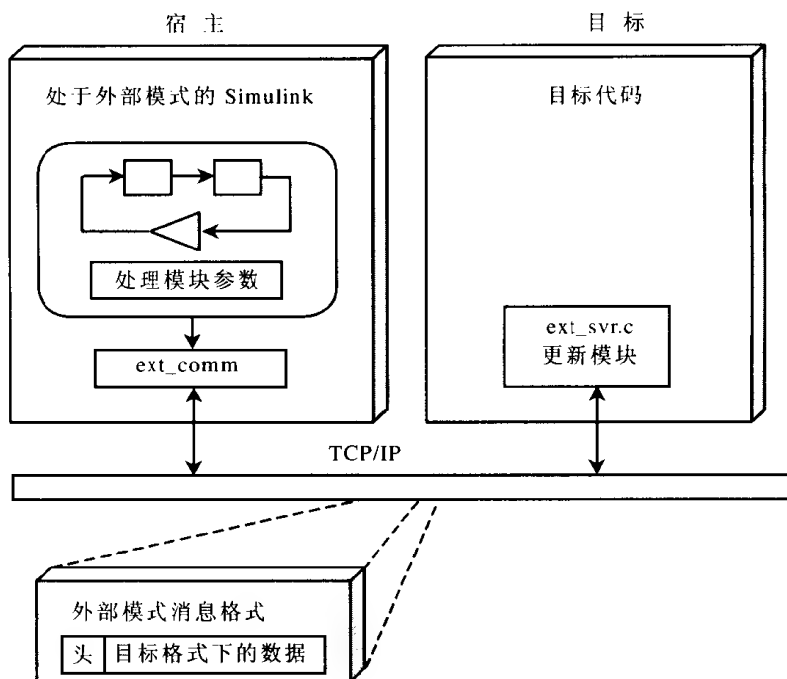 宿主
目标
处于外部模式的 Simulink
目标代码
处理模块参数
ext_comm
ext_svr.c
更新模块
TCP/IP
外部模式消息格式
头 目标格式下的数据